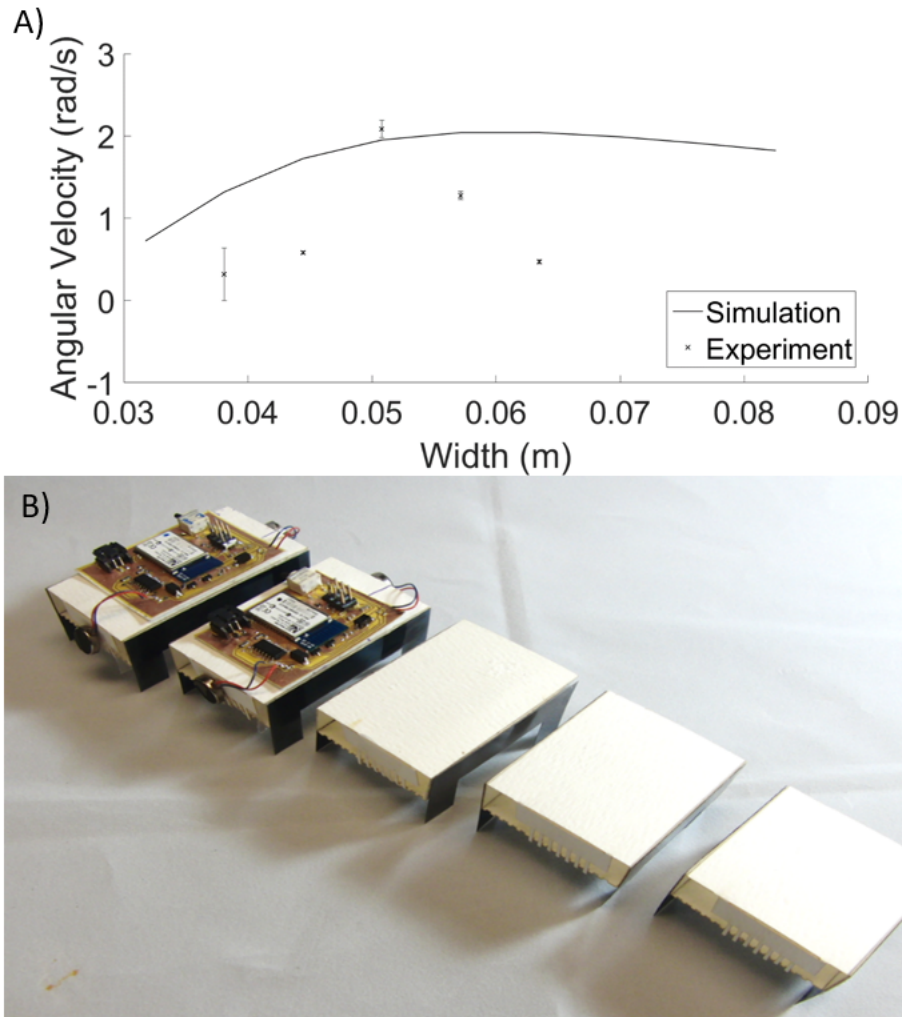 A)
Angular Velocity (rad/s)
3
2
1
0
-1
0.03 0.04 0.05 0.06 0.07 0.08 0.09
Width (m)
Simulation
Experiment
B)